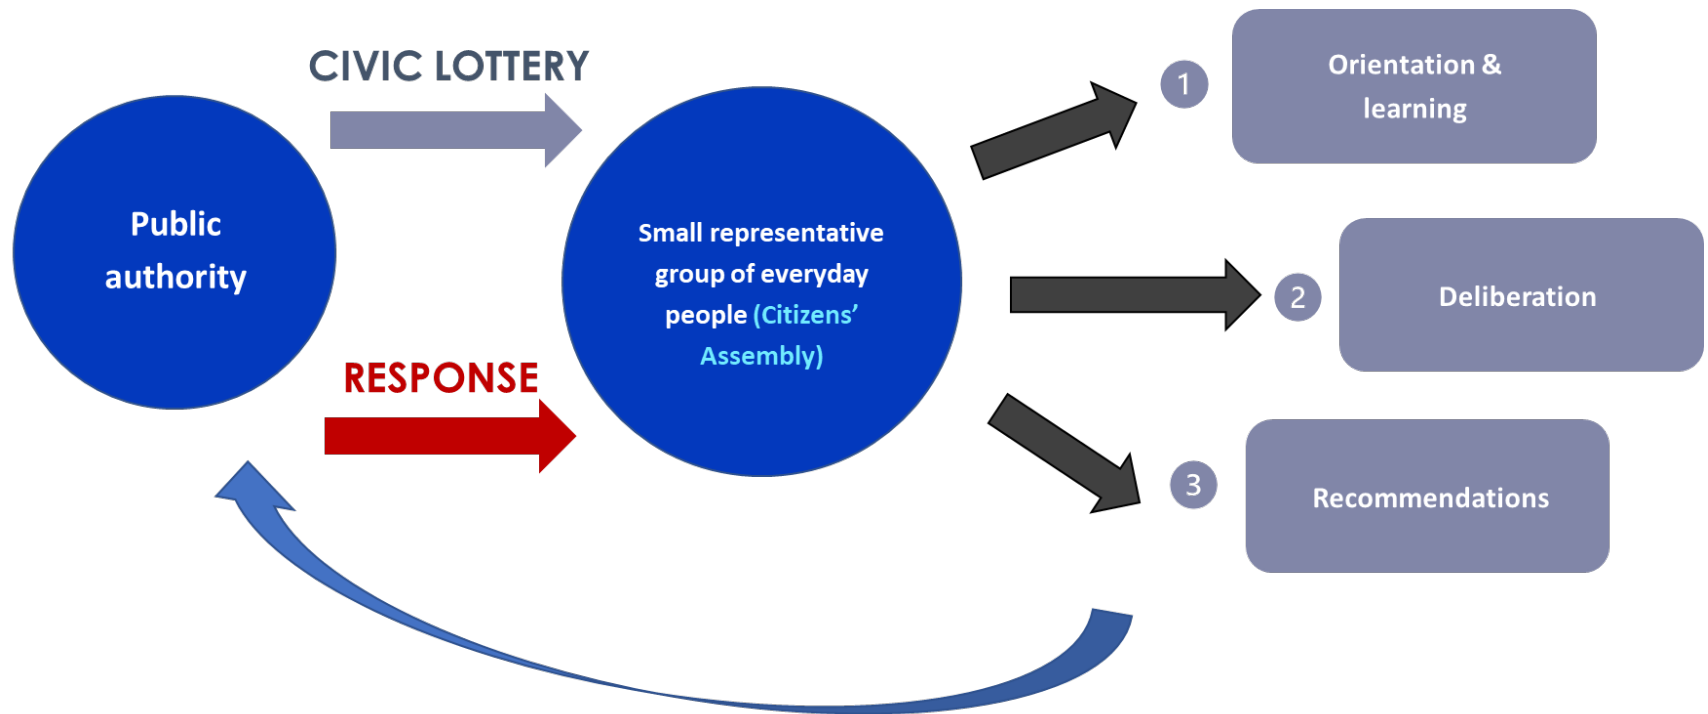 CIVIC LOTTERY
Public
authority
RESPONSE
Small representative
group of everyday
people (Citizens’
Assembly)
1
Orientation &
learning
2
Deliberation
3
Recommendations